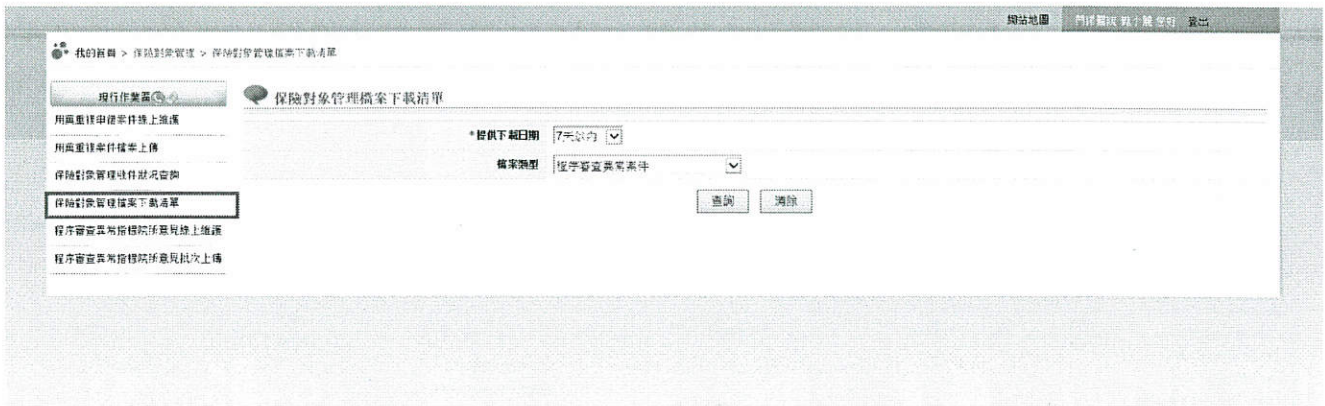 網站地圖
登出
我的首頁 > 保險對象管理 > 保險對象管理檔案下載清單
現行作業區
用藥重複申復案件線上維護
用藥重複案件檔案上傳
保險對象管理收件狀況查詢
保險對象管理檔案下載清單
程序審查異常指標院所意見線上維護
程序審查異常指標院所意見批次上傳
保險對象管理檔案下載清單
*提供下載日期 7天以內
檔案類型 程序審查異常案件
查詢 清除